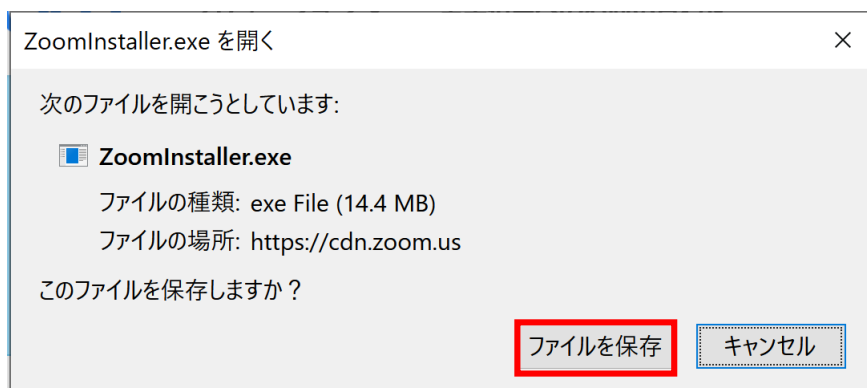 ZoomInstaller.exe を開く
次のファイルを開こうとしています:
ZoomInstaller.exe
ファイルの種類: exe File (14.4 MB)
ファイルの場所: https://cdn.zoom.us
このファイルを保存しますか？
ファイルを保存 キャンセル